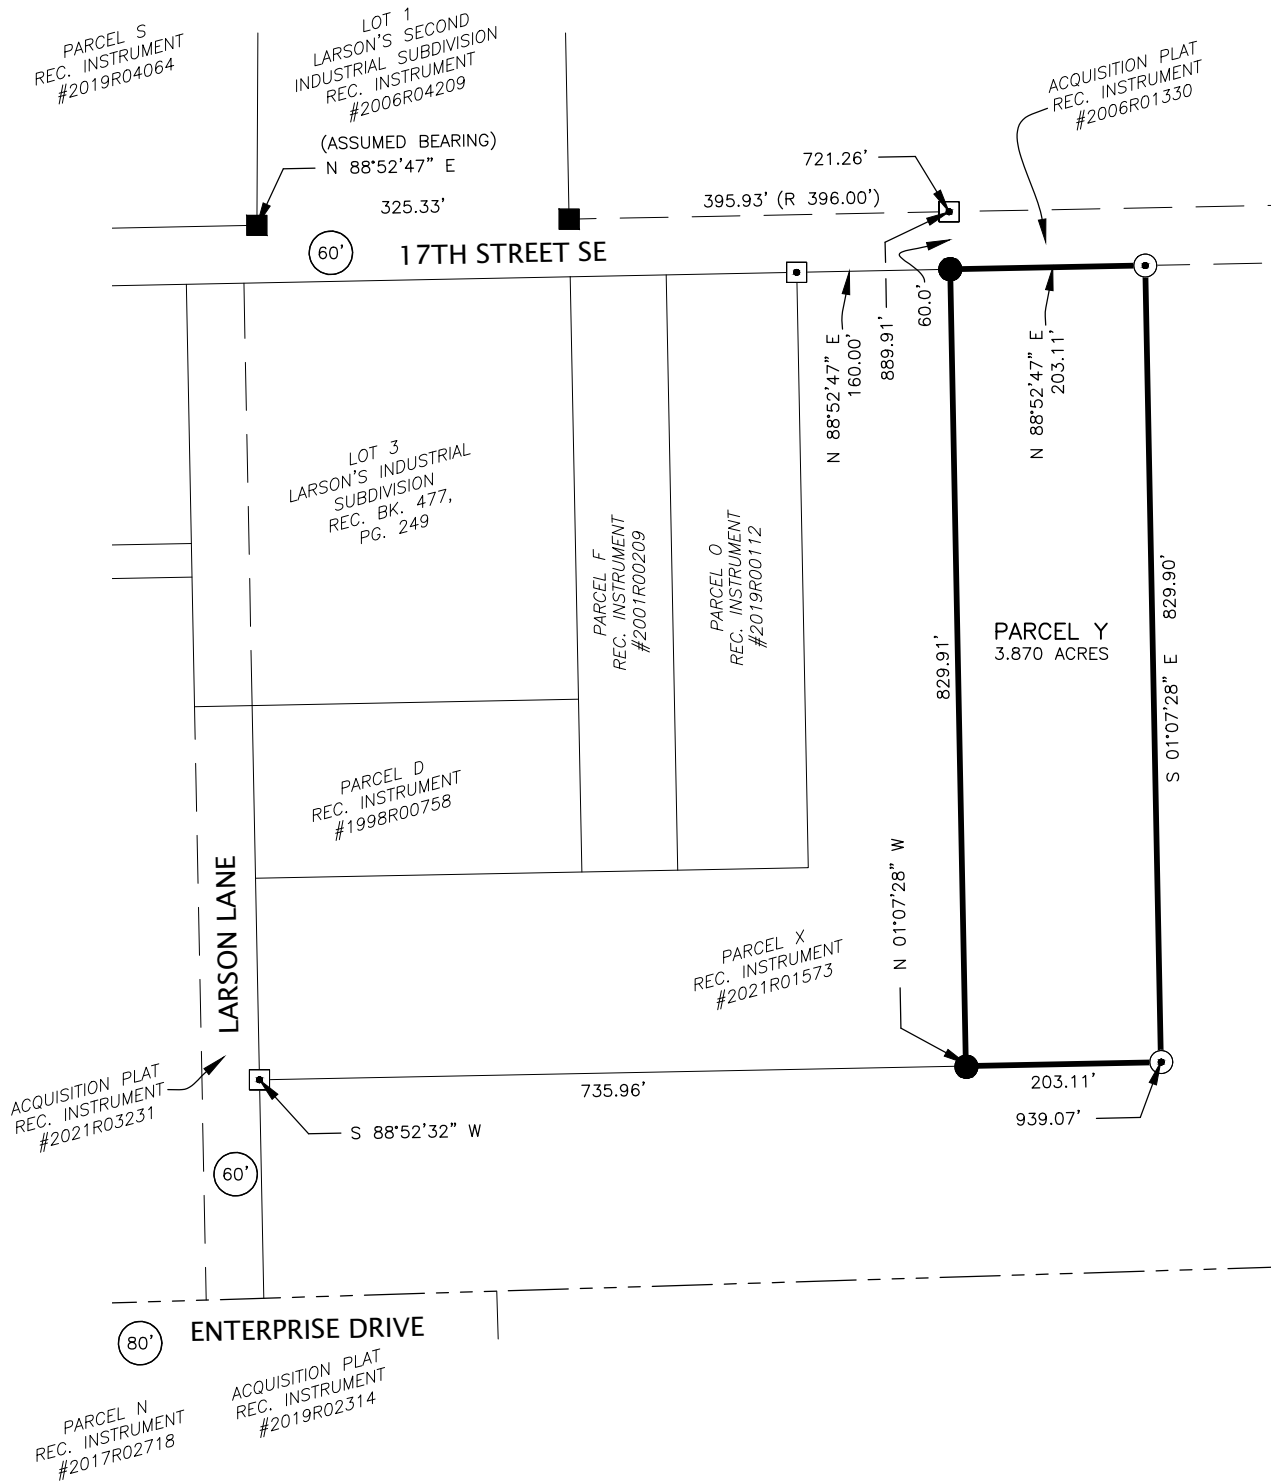 PARCEL S
REC. INSTRUMENT
#2019R04064
LOT 1
LARSON'S SECOND
INDUSTRIAL SUBDIVISION
REC. INSTRUMENT
#2006R04209
(ASSUMED BEARING)
N 88°52'47" E
325.33'
ACQUISITION PLAT
REC. INSTRUMENT
#2006R01330
721.26'
395.93' (R 396.00')
60'
17TH STREET SE
N 88°52'47" E
160.00'
889.91'
60.0'
N 88°52'47" E
203.11'
LOT 3
LARSON'S INDUSTRIAL
SUBDIVISION
REC. BK. 477,
PG. 249
PARCEL F
REC. INSTRUMENT
#2001R00209
PARCEL O
REC. INSTRUMENT
#2019R00112
829.91'
PARCEL Y
3.870 ACRES
S 01°07'28" E 829.90'
PARCEL D
REC. INSTRUMENT
#1998R00758
LARSON LANE
N 01°07'28" W
PARCEL X
REC. INSTRUMENT
#2021R01573
ACQUISITION PLAT
REC. INSTRUMENT
#2021R03231
735.96'
203.11'
939.07'
S 88°52'32" W
60'
80'
ENTERPRISE DRIVE
ACQUISITION PLAT
REC. INSTRUMENT
#2019R02314
PARCEL N
REC. INSTRUMENT
#2017R02718